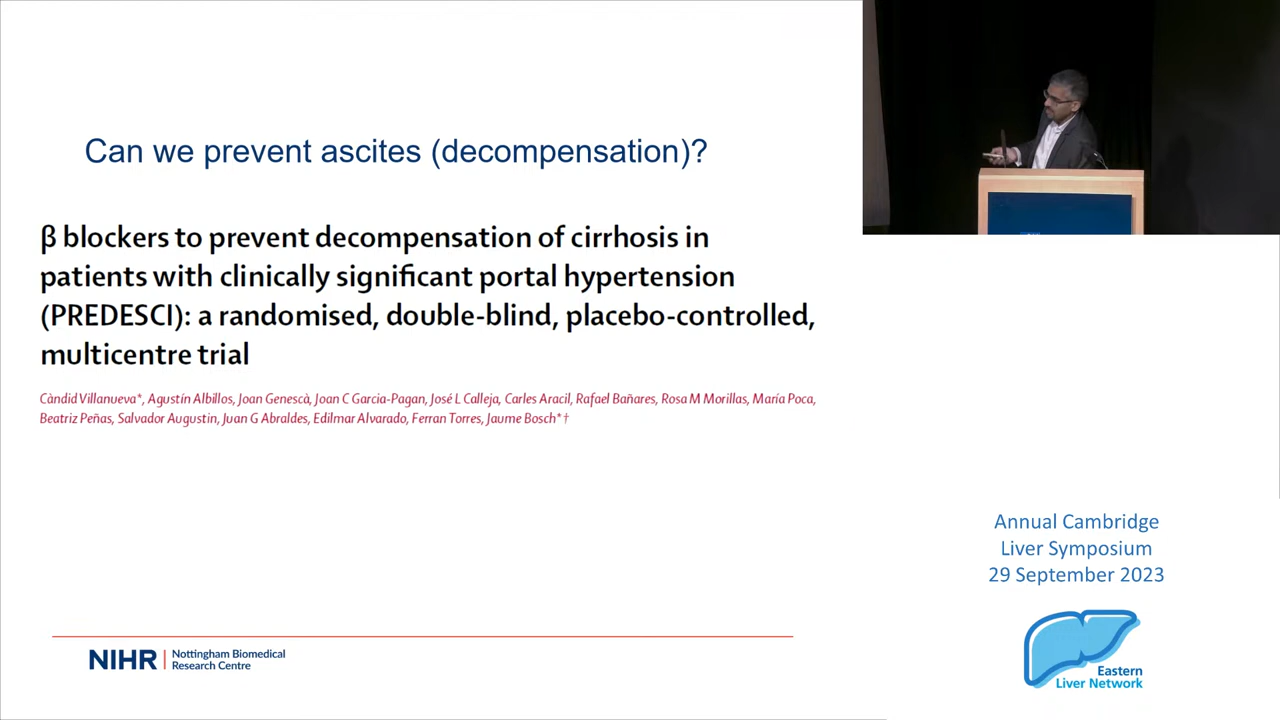 Can we prevent ascites (decompensation)?
β blockers to prevent decompensation of cirrhosis in
patients with clinically significant portal hypertension
(PREDESCI): a randomised, double-blind, placebo-controlled,
multicentre trial
Càndid Villanueva*, Agustín Albillos, Joan Genescà, Joan C Garcia-Pagan, José L Calleja, Carles Aracil, Rafael Bañares, Rosa M Morillas, María Poca,
Beatriz Peñas, Salvador Augustin, Juan G Abraldes, Edilmar Alvarado, Ferran Torres, Jaume Bosch*†
NIHR | Nottingham Biomedical
Research Centre
Annual Cambridge
Liver Symposium
29 September 2023
Eastern
Liver Network